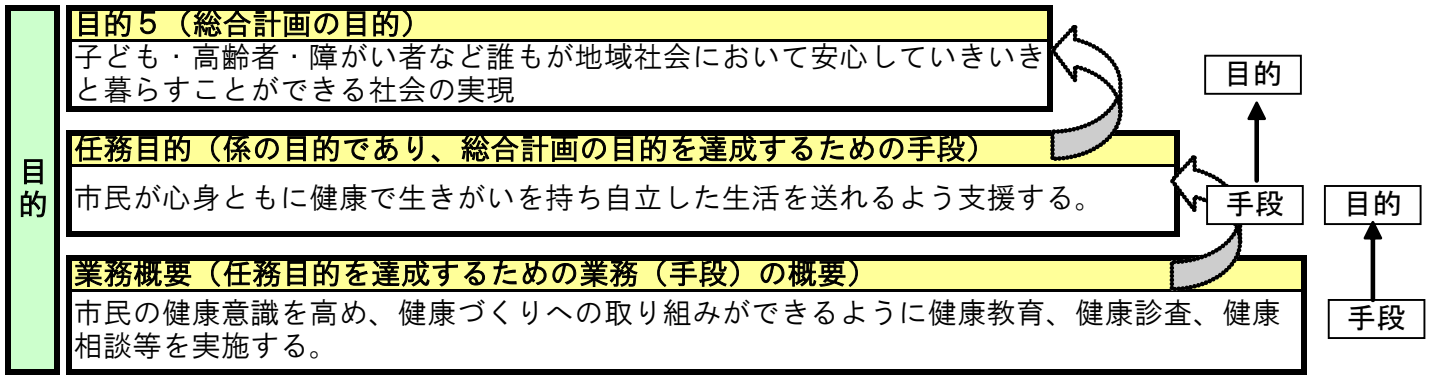 目的
目的５（総合計画の目的）
子ども・高齢者・障がい者など誰もが地域社会において安心していきいき
と暮らすことができる社会の実現
任務目的（係の目的であり、総合計画の目的を達成するための手段）
市民が心身ともに健康で生きがいを持ち自立した生活を送れるよう支援する。
業務概要（任務目的を達成するための業務（手段）の概要）
市民の健康意識を高め、健康づくりへの取り組みができるように健康教育、健康診査、健康
相談等を実施する。
目的
手段
目的
手段